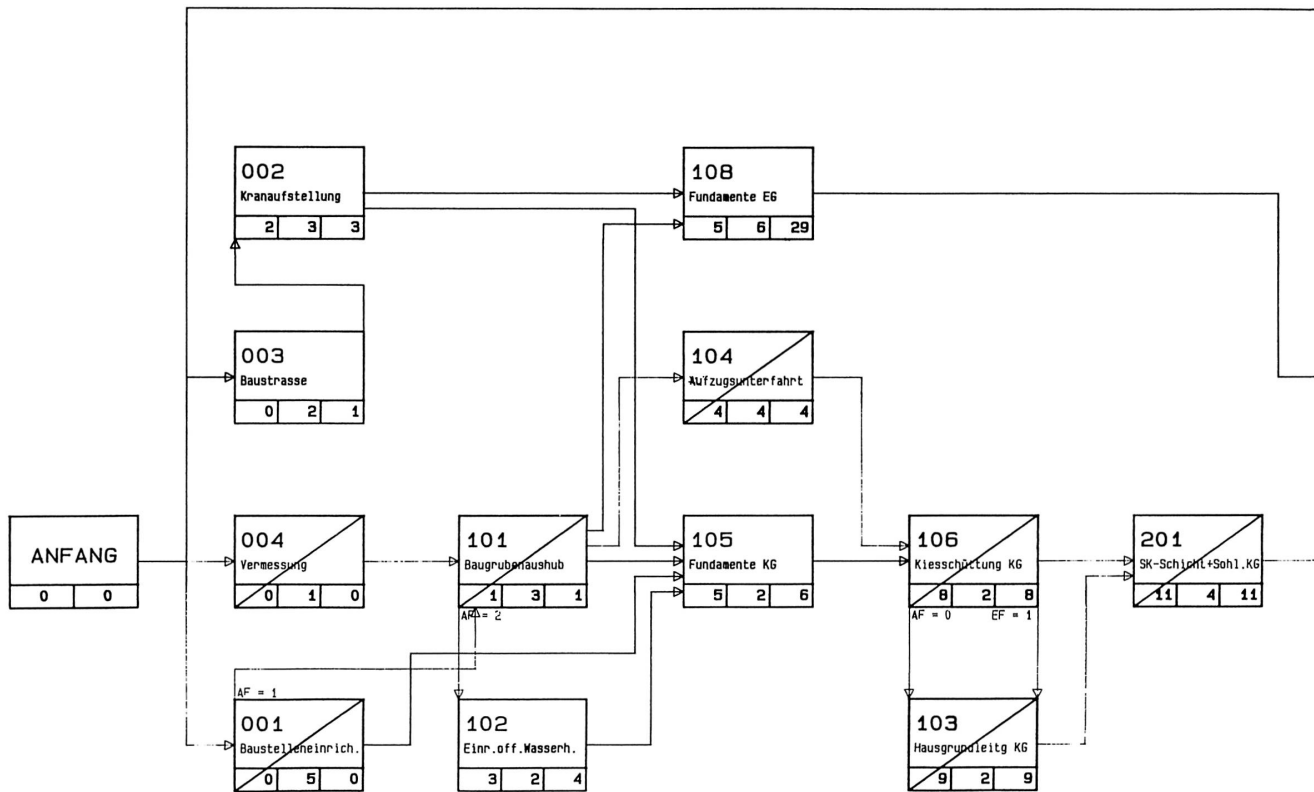 002
Kranaufstellung
2 3 3
108
Fundamente EG
5 6 29
003
Baustrasse
0 2 1
104
Aufzugsunterfahrt
4 4 4
ANFANG
0 0
004
Vermessung
0 1 0
101
Baugrubenaushub
1 3 1
AF = 2
105
Fundamente KG
5 2 6
106
Kiesschüttung KG
8 2 8
AF = 0 EF = 1
201
SK-Schicht+Sohl.KG
11 4 11
AF = 1
001
Baustelleneinrich.
0 5 0
102
Einr.off.Wasserh.
3 2 4
103
Hausgrundleitg KG
9 2 9